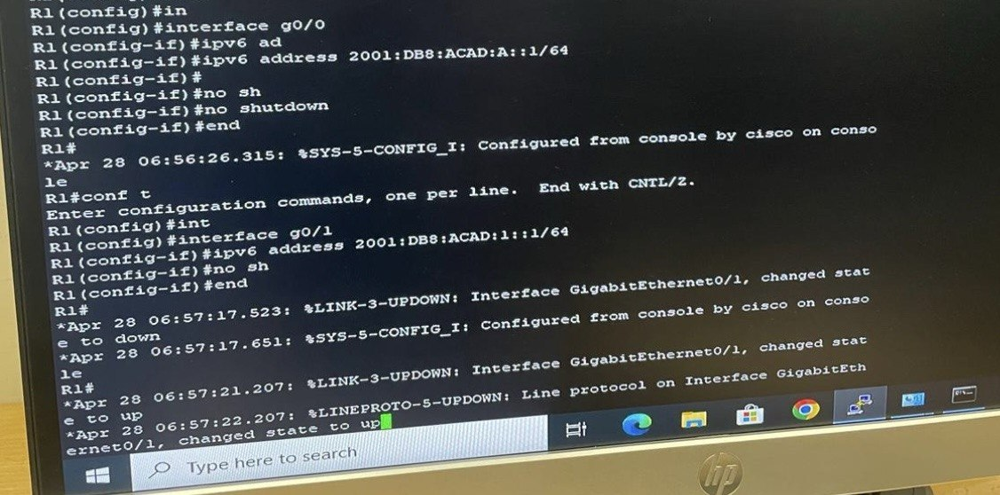 R1(config)#in
R1(config)#interface g0/0
R1(config-if)#ipv6 ad
R1(config-if)#ipv6 address 2001:DB8:ACAD:A::1/64
R1(config-if)#
R1(config-if)#no sh
R1(config-if)#no shutdown
R1(config-if)#end
R1#
*Apr 28 06:56:26.315: %SYS-5-CONFIG_I: Configured from console by cisco on conso
le
R1#conf t
Enter configuration commands, one per line.  End with CNTL/Z.
R1(config)#int
R1(config)#interface g0/1
R1(config-if)#ipv6 address 2001:DB8:ACAD:1::1/64
R1(config-if)#no sh
R1(config-if)#end
R1#
*Apr 28 06:57:17.523: %LINK-3-UPDOWN: Interface GigabitEthernet0/1, changed stat
e to down
*Apr 28 06:57:17.651: %SYS-5-CONFIG_I: Configured from console by cisco on conso
le
R1#
*Apr 28 06:57:21.207: %LINK-3-UPDOWN: Interface GigabitEthernet0/1, changed stat
e to up
*Apr 28 06:57:22.207: %LINEPROTO-5-UPDOWN: Line protocol on Interface GigabitEth
ernet0/1, changed state to up
Type here to search
hp